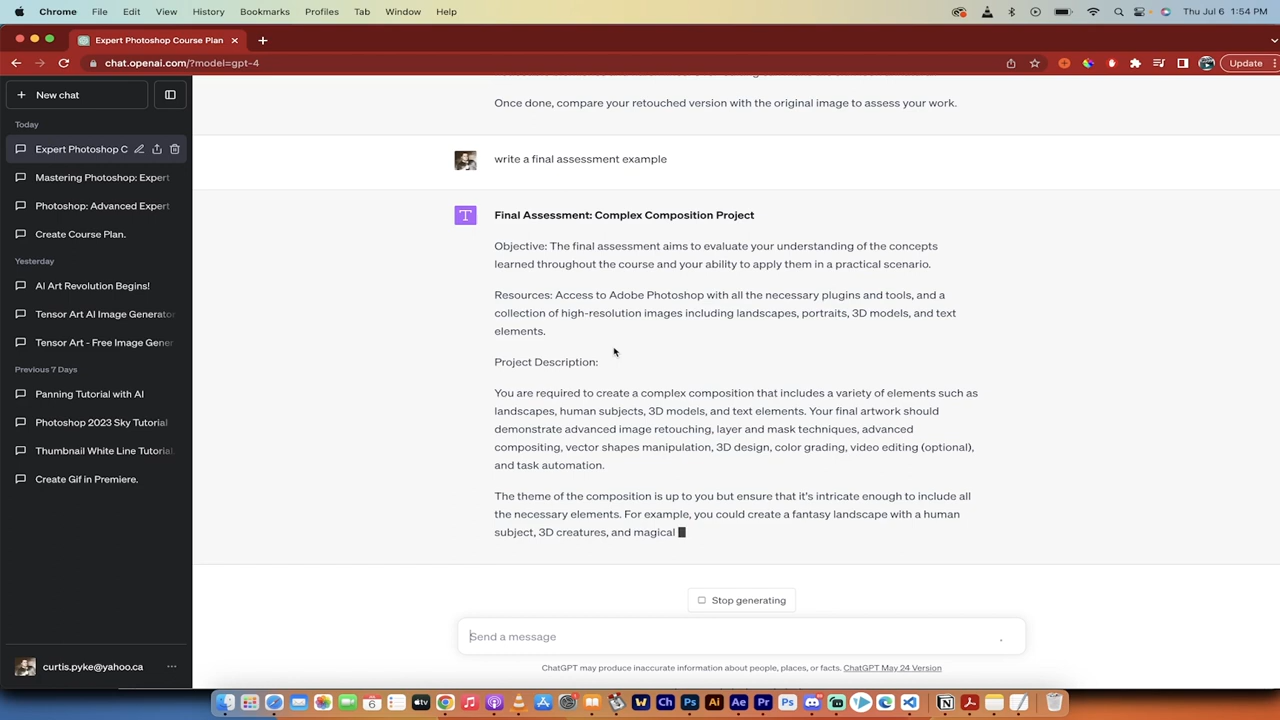 Chrome File Edit View History Bookmarks Profiles Tab Window Help Thu Jul 6 1:54 PM
Expert Photoshop Course Plan
chat.openai.com/?model=gpt-4 Update
New chat
Today
Expert Photoshop C
Mastering Photoshop: Expert
Photoshop: Advanced Expert
Create Course Plan.
Yesterday
AI Art Revolution Begins!
Tensor Art AI Image Generator
Tensor Art - Free Image Gener
Previous 7 Days
Panning Tutorial with AI
Photoshop 2023 Sky Tutorial
Thumbnail White Line Tutorial.
Create Gif in Premiere.
curtis.pyke@yahoo.ca
Once done, compare your retouched version with the original image to assess your work.
write a final assessment example
T
Final Assessment: Complex Composition Project
Objective: The final assessment aims to evaluate your understanding of the concepts
learned throughout the course and your ability to apply them in a practical scenario.
Resources: Access to Adobe Photoshop with all the necessary plugins and tools, and a
collection of high-resolution images including landscapes, portraits, 3D models, and text
elements.
Project Description:
You are required to create a complex composition that includes a variety of elements such as
landscapes, human subjects, 3D models, and text elements. Your final artwork should
demonstrate advanced image retouching, layer and mask techniques, advanced
compositing, vector shapes manipulation, 3D design, color grading, video editing (optional),
and task automation.
The theme of the composition is up to you but ensure that it's intricate enough to include all
the necessary elements. For example, you could create a fantasy landscape with a human
subject, 3D creatures, and magical
Stop generating
Send a message
ChatGPT may produce inaccurate information about people, places, or facts. ChatGPT May 24 Version
6 tv W Ch Ps Ai Ae Pr Ps N